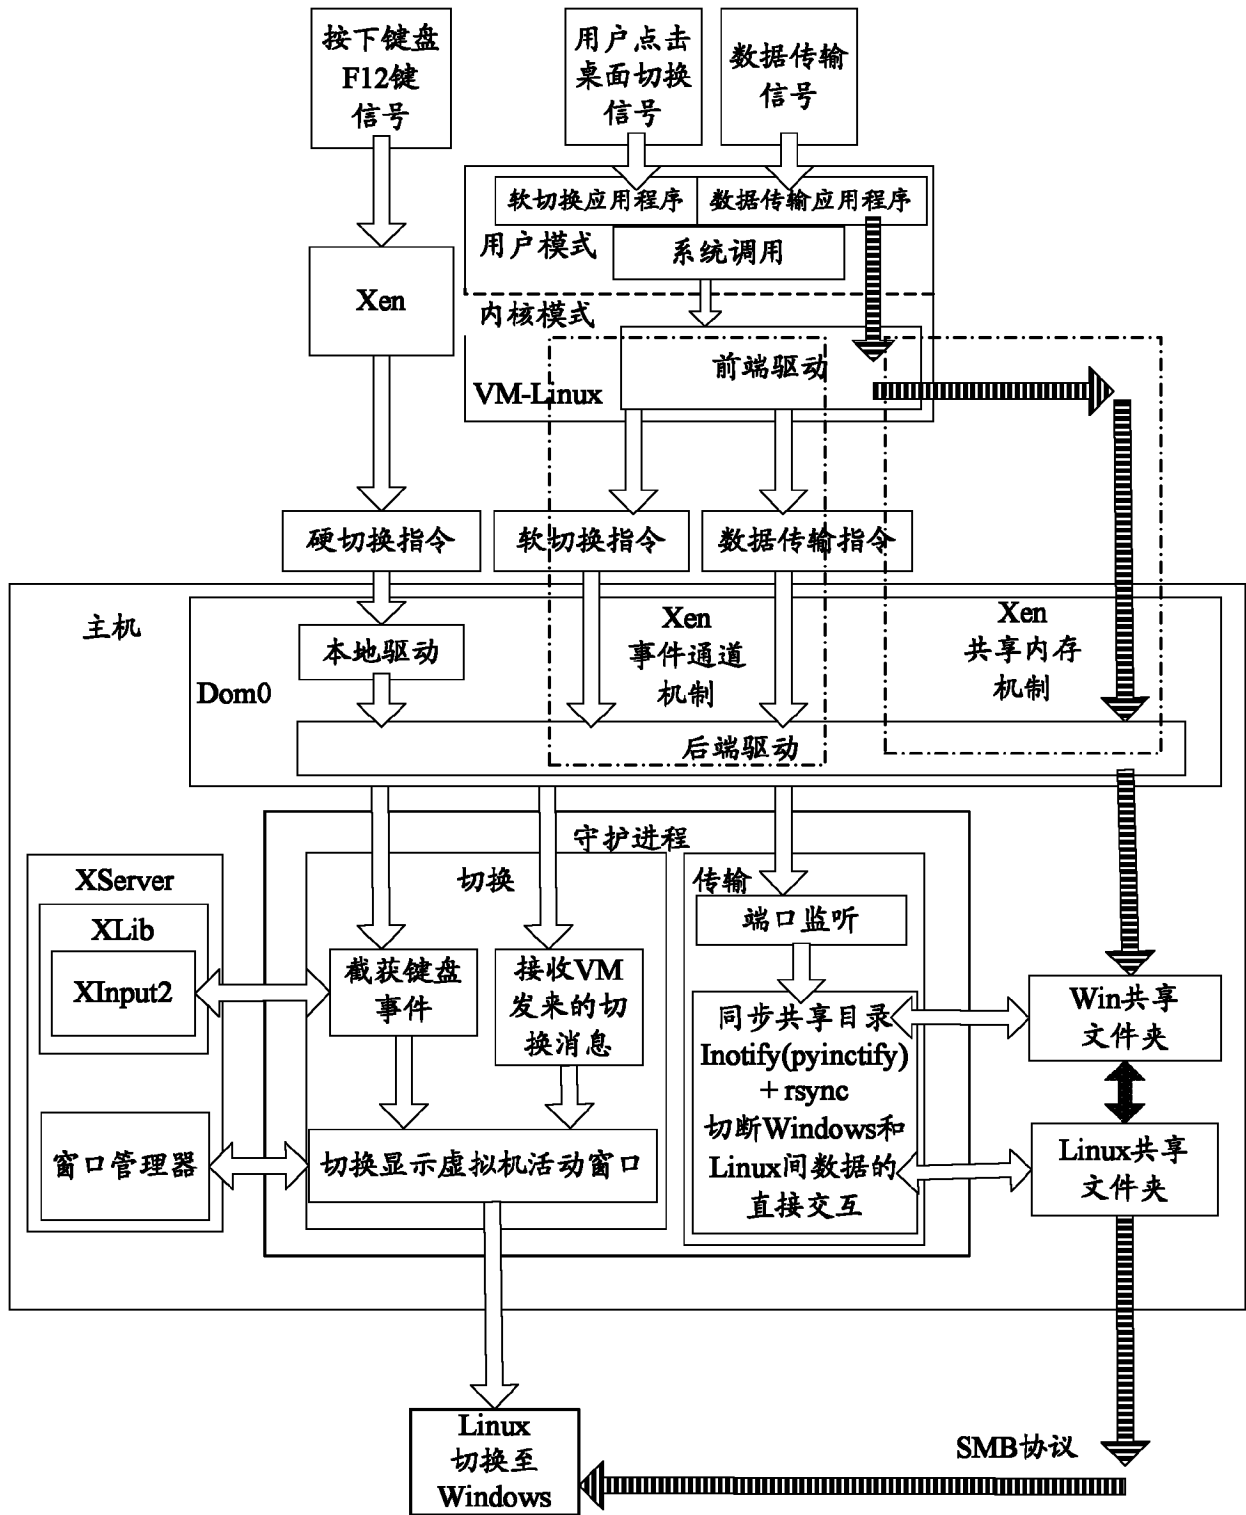 按下键盘
F12键
信号
用户点击
桌面切换
信号
数据传输
信号
软切换应用程序
数据传输应用程序
用户模式
系统调用
Xen
内核模式
前端驱动
VM-Linux
硬切换指令
软切换指令
数据传输指令
主机
本地驱动
Dom0
Xen
事件通道
机制
Xen
共享内存
机制
后端驱动
守护进程
XServer
XLib
XInput2
切换
传输
端口监听
截获键盘
事件
接收VM
发来的切
换消息
同步共享目录
Inotify(pyinctify)
+ rsync
切断Windows和
Linux间数据的
直接交互
Win共享
文件夹
窗口管理器
切换显示虚拟机活动窗口
Linux共享
文件夹
Linux
切换至
Windows
SMB协议